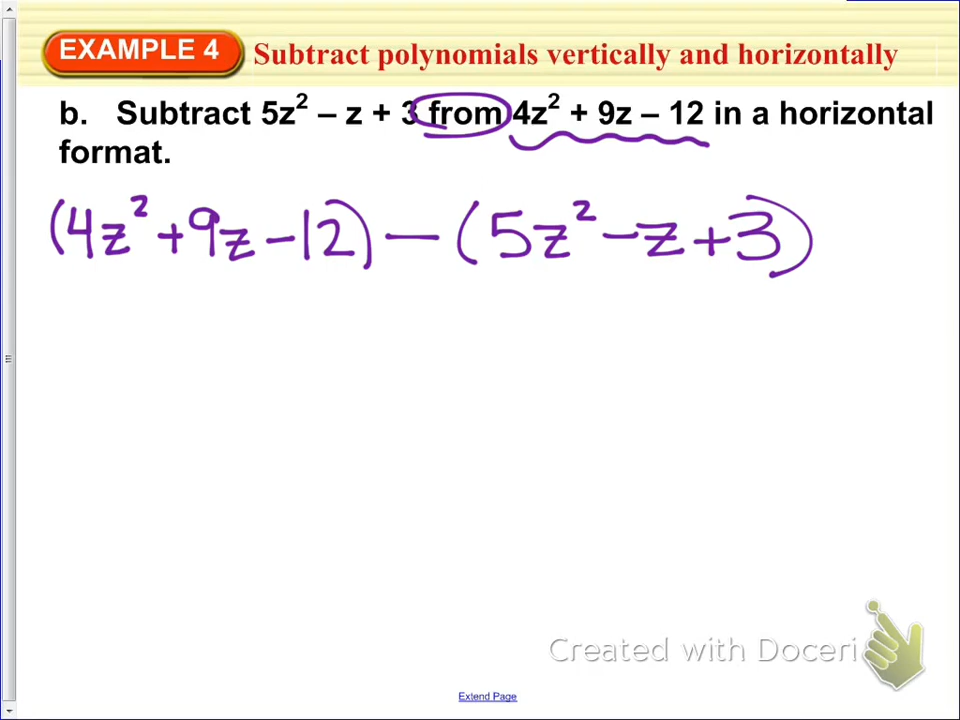 EXAMPLE 4 Subtract polynomials vertically and horizontally
b. Subtract 5z² – z + 3 from 4z² + 9z – 12 in a horizontal
format.
(4z² + 9z - 12) - (5z² - z + 3)
Created with Doceri
Extend Page